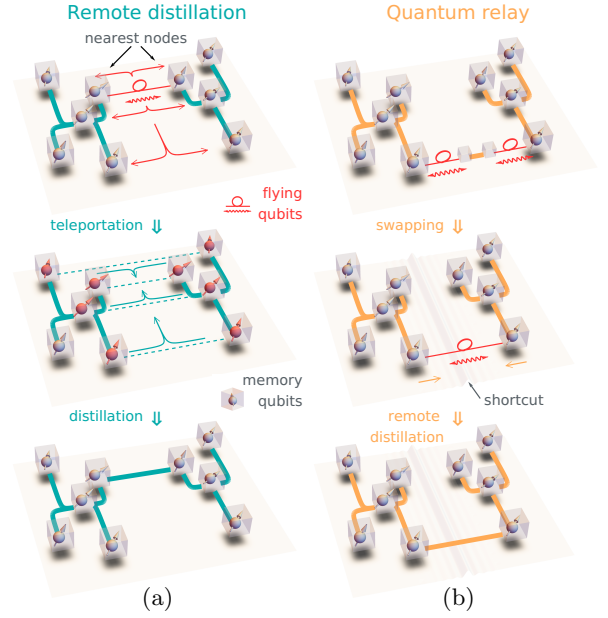 Remote distillation
nearest nodes
flying
qubits
teleportation ⇓
memory
qubits
distillation ⇓
(a)
Quantum relay
swapping ⇓
shortcut
remote ⇓
distillation
(b)